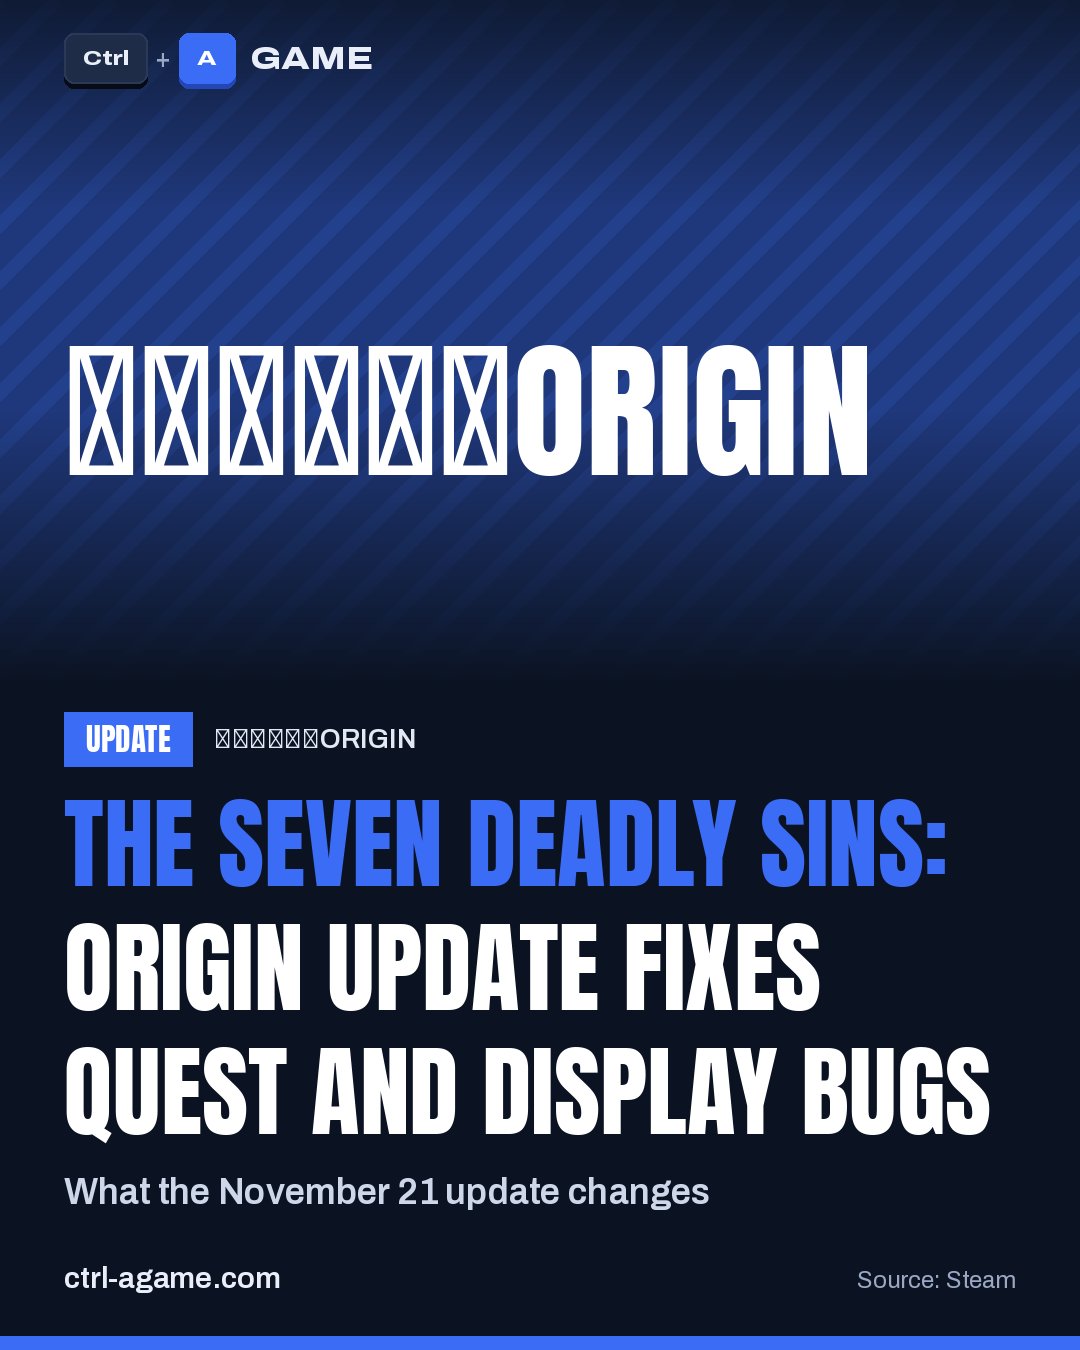 Ctrl + A GAME
ORIGIN
UPDATE ORIGIN
THE SEVEN DEADLY SINS:
ORIGIN UPDATE FIXES
QUEST AND DISPLAY BUGS
What the November 21 update changes
ctrl-agame.com
Source: Steam